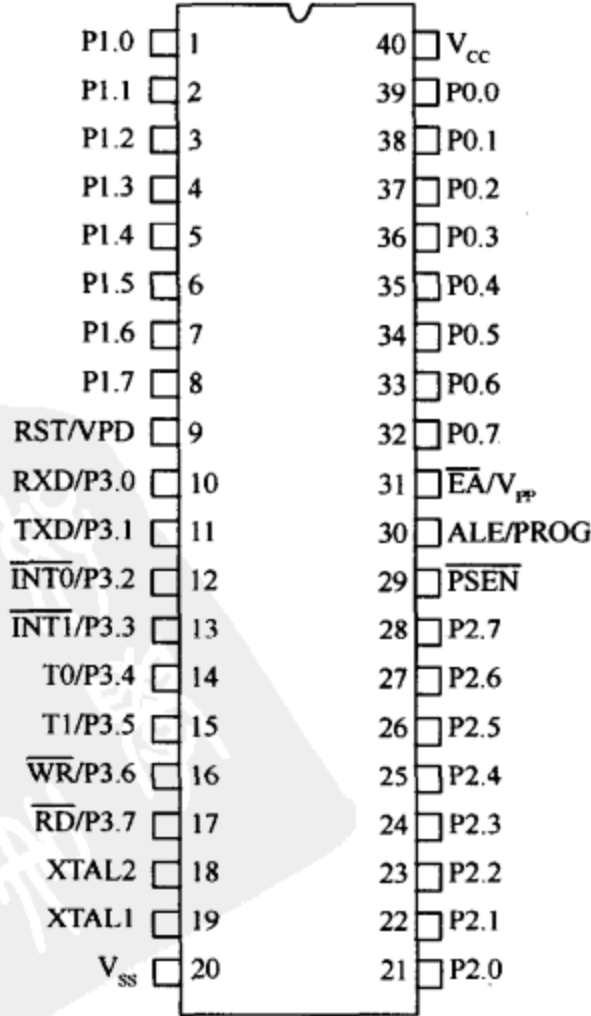 P1.0 1 40 VCC
P1.1 2 39 P0.0
P1.2 3 38 P0.1
P1.3 4 37 P0.2
P1.4 5 36 P0.3
P1.5 6 35 P0.4
P1.6 7 34 P0.5
P1.7 8 33 P0.6
RST/VPD 9 32 P0.7
RXD/P3.0 10 31 E̅A̅/VPP
TXD/P3.1 11 30 ALE/PROG
I̅N̅T̅0̅/P3.2 12 29 P̅S̅E̅N̅
I̅N̅T̅1̅/P3.3 13 28 P2.7
T0/P3.4 14 27 P2.6
T1/P3.5 15 26 P2.5
W̅R̅/P3.6 16 25 P2.4
R̅D̅/P3.7 17 24 P2.3
XTAL2 18 23 P2.2
XTAL1 19 22 P2.1
VSS 20 21 P2.0